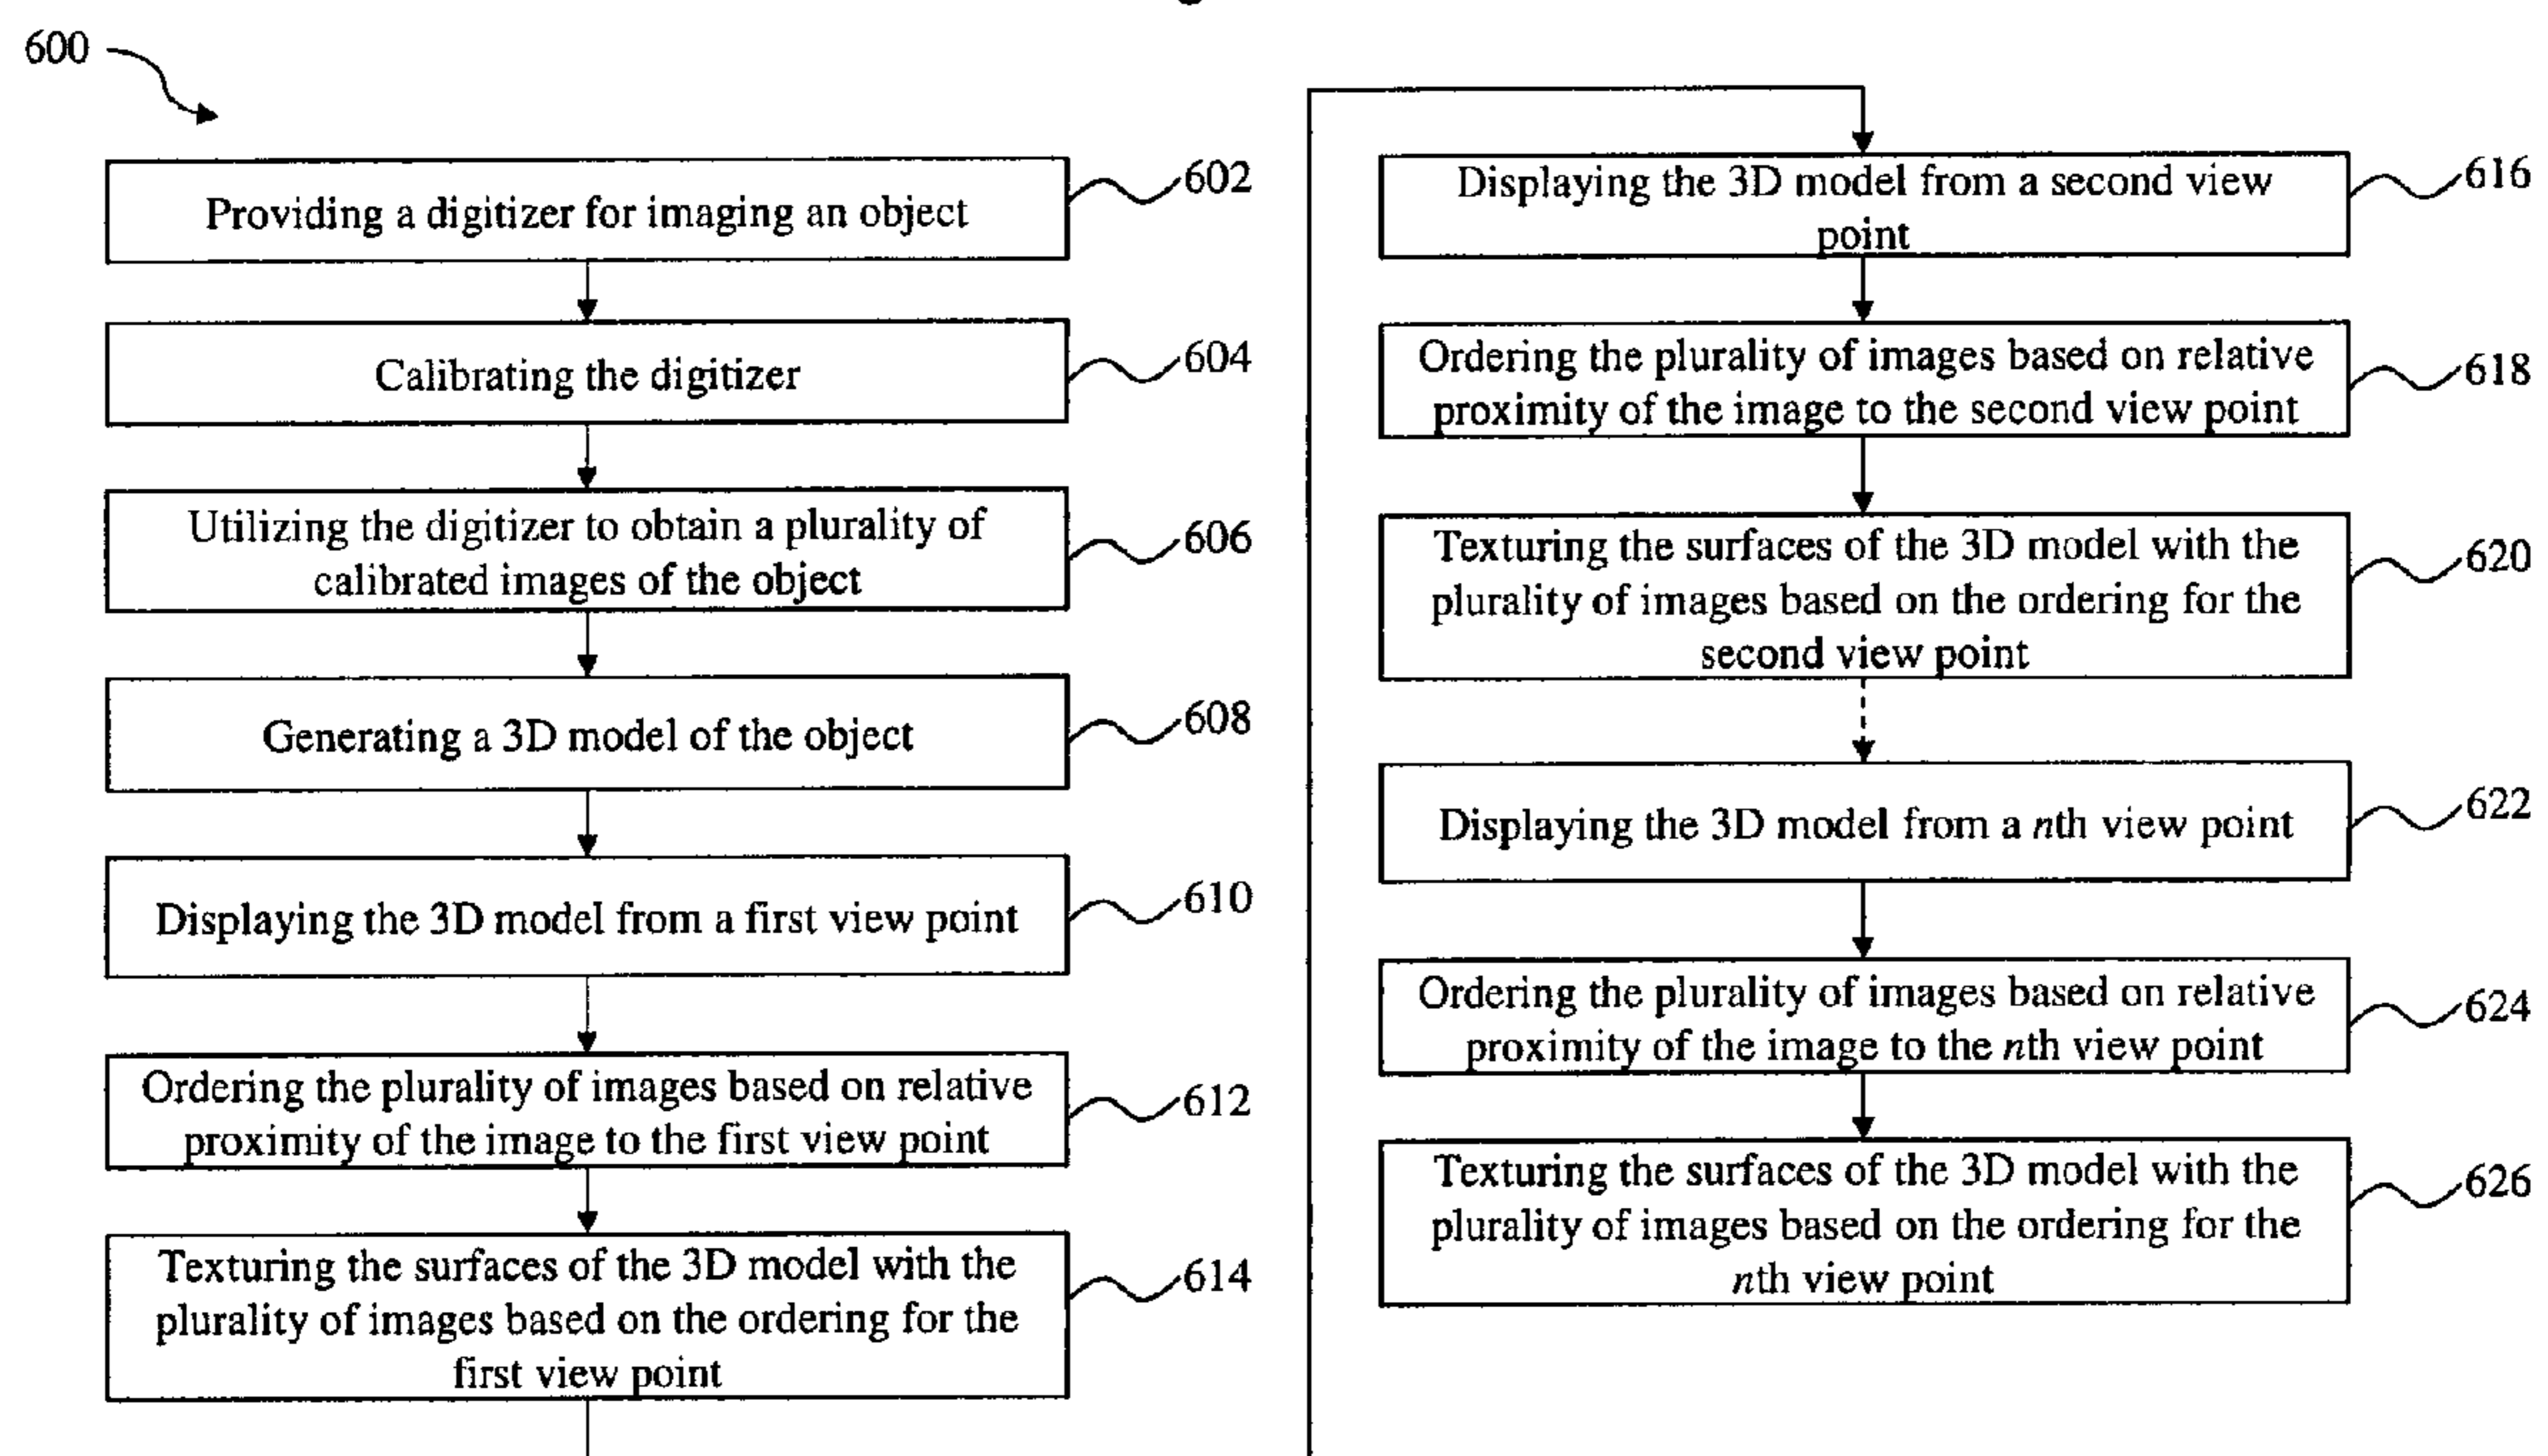 600
Providing a digitizer for imaging an object
602
Calibrating the digitizer
604
Utilizing the digitizer to obtain a plurality of
calibrated images of the object
606
Generating a 3D model of the object
608
Displaying the 3D model from a first view point
610
Ordering the plurality of images based on relative
proximity of the image to the first view point
612
Texturing the surfaces of the 3D model with the
plurality of images based on the ordering for the
first view point
614
Displaying the 3D model from a second view
point
616
Ordering the plurality of images based on relative
proximity of the image to the second view point
618
Texturing the surfaces of the 3D model with the
plurality of images based on the ordering for the
second view point
620
Displaying the 3D model from a nth view point
622
Ordering the plurality of images based on relative
proximity of the image to the nth view point
624
Texturing the surfaces of the 3D model with the
plurality of images based on the ordering for the
nth view point
626